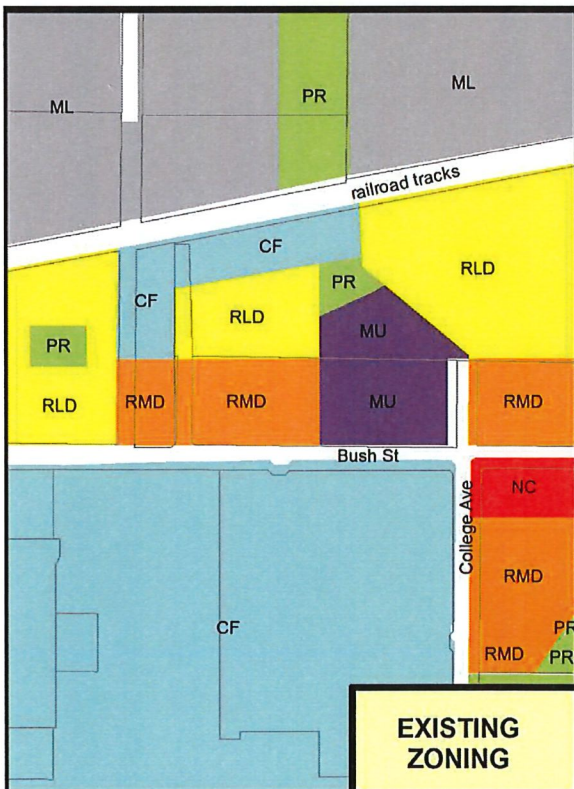 PR
ML
ML
railroad tracks
CF
RLD
PR
CF
RLD
MU
PR
RLD
RMD
RMD
MU
RMD
Bush St
NC
College Ave
RMD
CF
PR
RMD
PR
EXISTING
ZONING